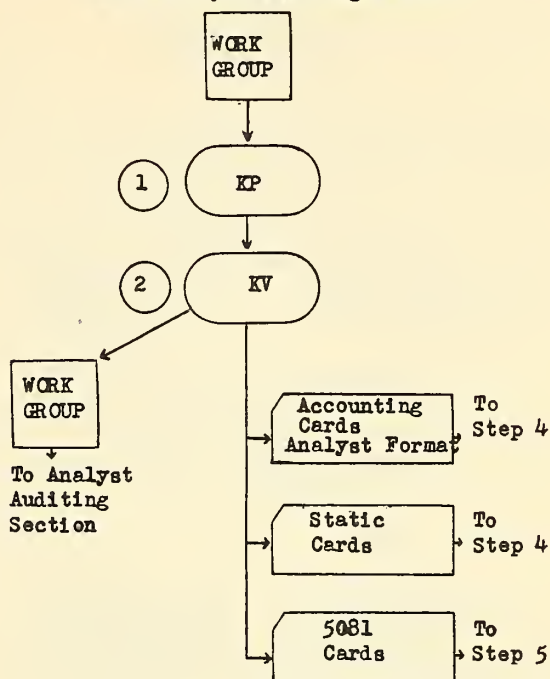 WORK
GROUP
1
KP
2
KV
WORK
GROUP
To Analyst
Auditing
Section
Accounting
Cards
Analyst Format
To
Step 4
Static
Cards
To
Step 4
5081
Cards
To
Step 5